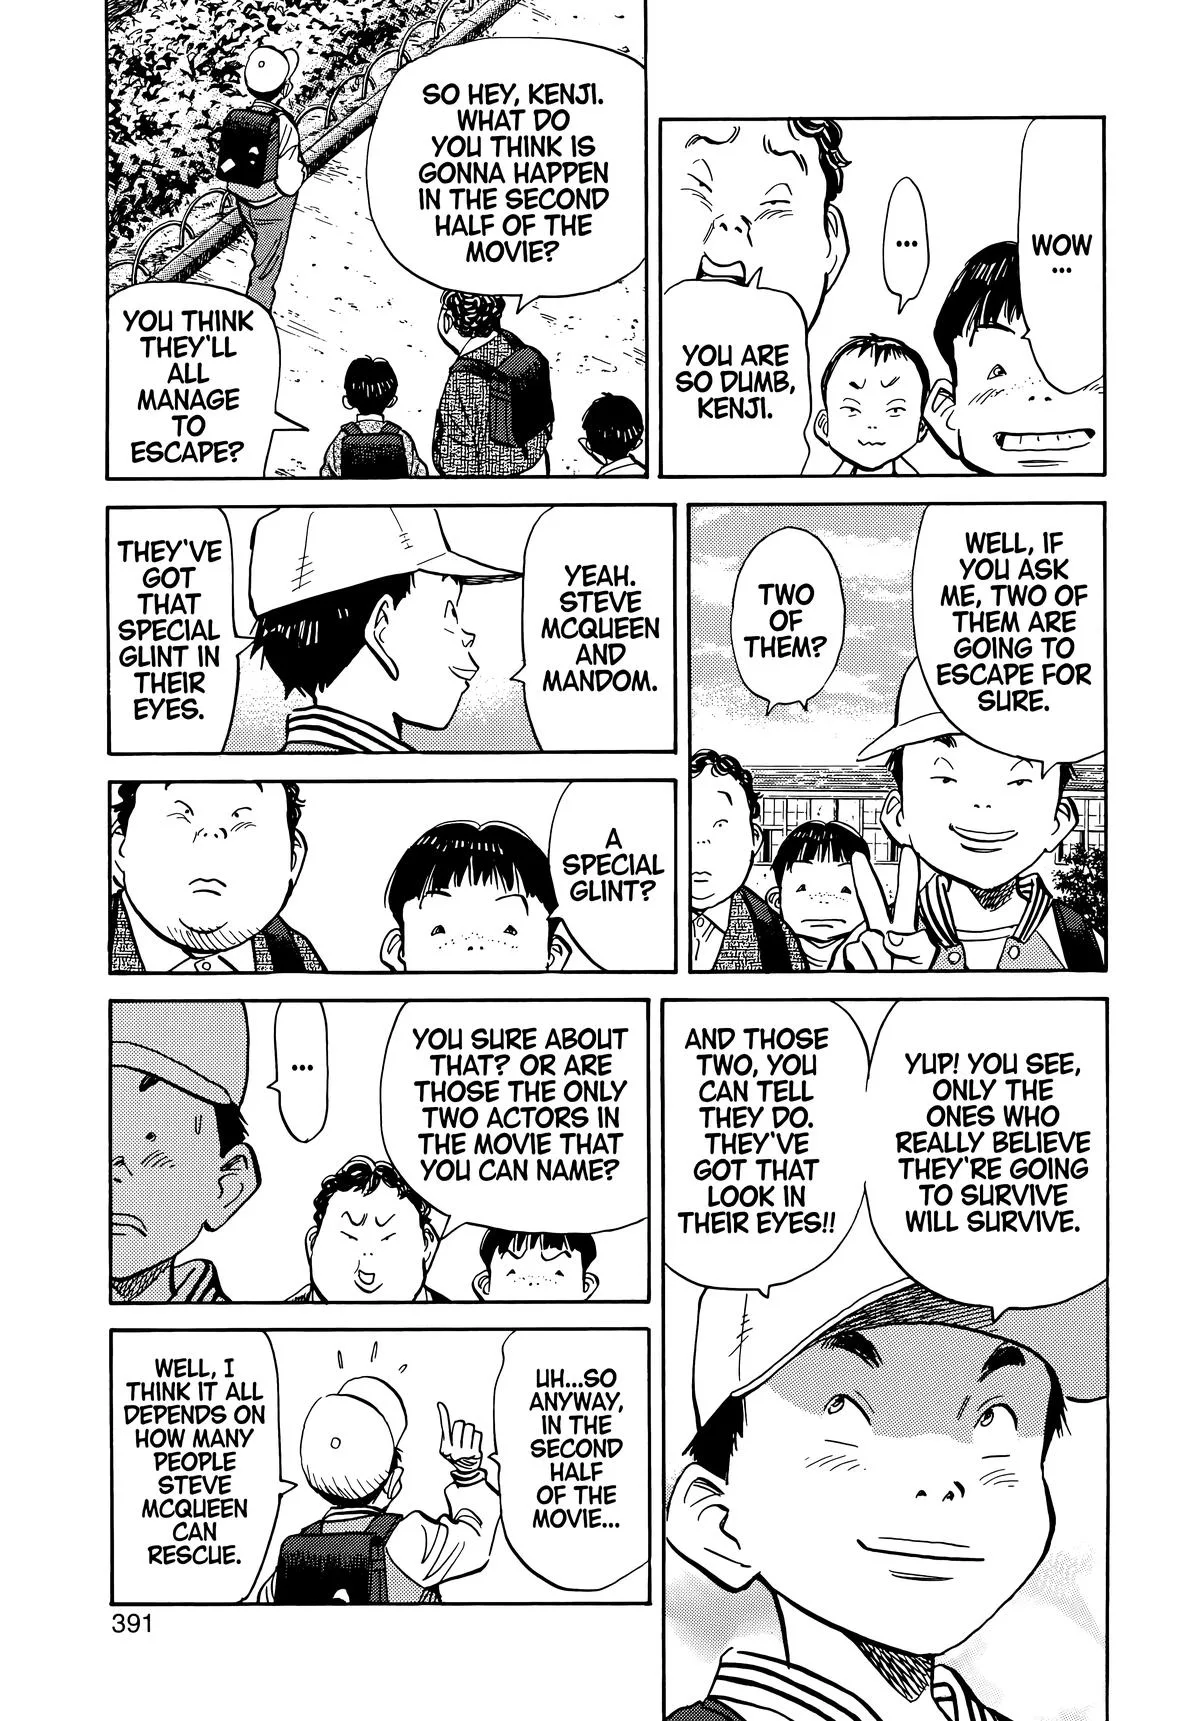 WOW
...
...
YOU ARE
SO DUMB,
KENJI.
SO HEY, KENJI.
WHAT DO
YOU THINK IS
GONNA HAPPEN
IN THE SECOND
HALF OF THE
MOVIE?
YOU THINK
THEY'LL
ALL
MANAGE
TO
ESCAPE?
WELL, IF
YOU ASK
ME, TWO OF
THEM ARE
GOING TO
ESCAPE FOR
SURE.
TWO
OF
THEM?
YEAH.
STEVE
MCQUEEN
AND
MANDOM.
THEY'VE
GOT
THAT
SPECIAL
GLINT IN
THEIR
EYES.
A
SPECIAL
GLINT?
YUP! YOU SEE,
ONLY THE
ONES WHO
REALLY BELIEVE
THEY'RE GOING
TO SURVIVE
WILL SURVIVE.
AND THOSE
TWO, YOU
CAN TELL
THEY DO.
THEY'VE
GOT THAT
LOOK IN
THEIR EYES!!
YOU SURE ABOUT
THAT? OR ARE
THOSE THE ONLY
TWO ACTORS IN
THE MOVIE THAT
YOU CAN NAME?
...
UH...SO
ANYWAY,
IN THE
SECOND
HALF
OF THE
MOVIE...
WELL, I
THINK IT ALL
DEPENDS ON
HOW MANY
PEOPLE
STEVE
MCQUEEN
CAN
RESCUE.
391